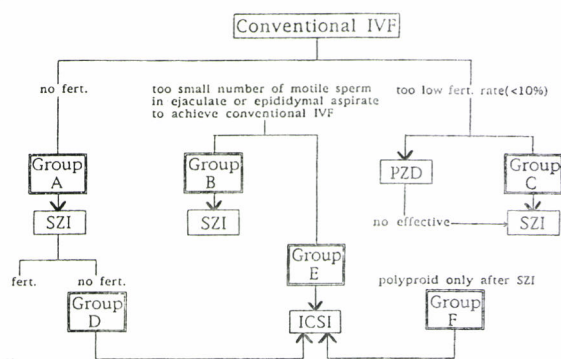 Conventional IVF
no fert.
too small number of motile sperm
in ejaculate or epididymal aspirate
to achieve conventional IVF
too low fert. rate(<10%)
Group
A
Group
B
PZD
Group
C
SZI
SZI
no effective
SZI
fert.
no fert.
Group
E
polyproid only after SZI
Group
D
ICSI
Group
F